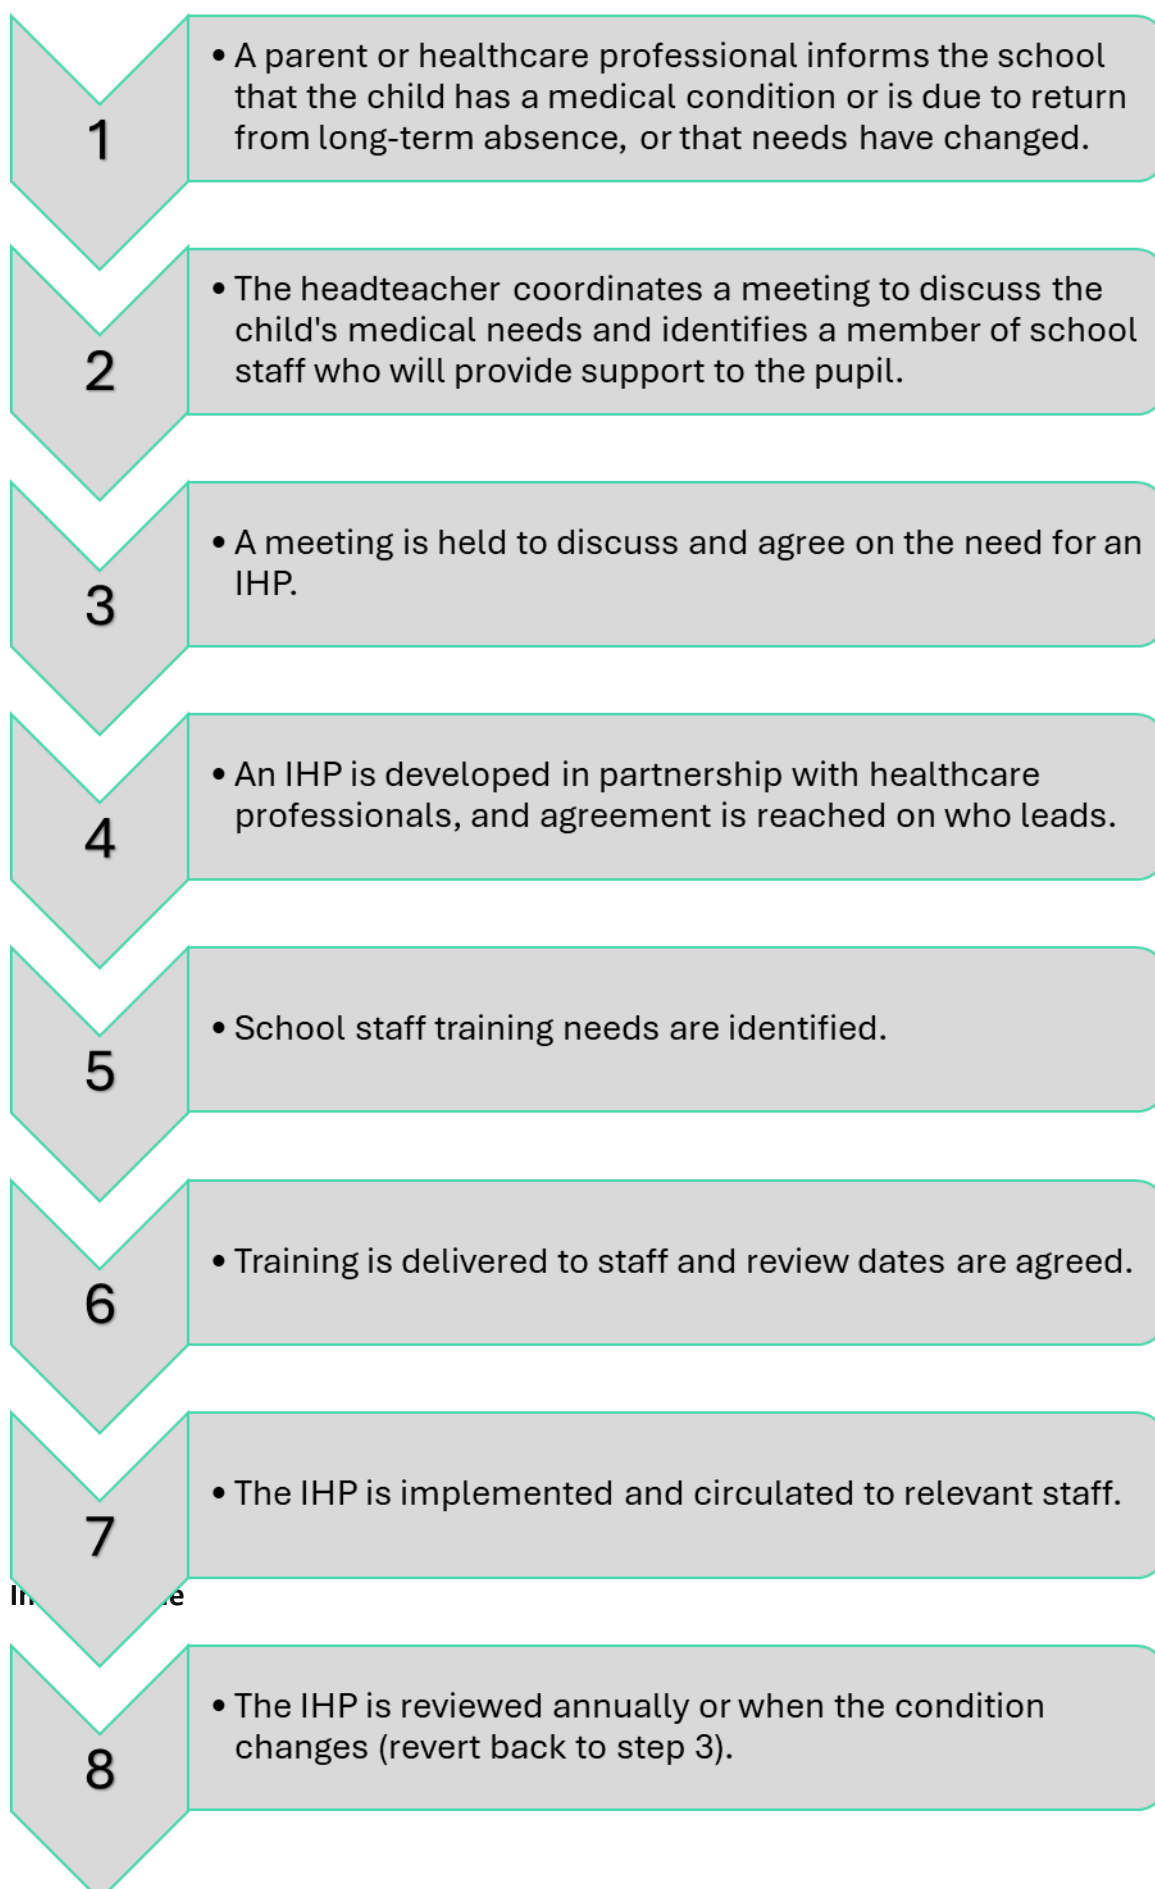 1
• A parent or healthcare professional informs the school
that the child has a medical condition or is due to return
from long-term absence, or that needs have changed.
2
• The headteacher coordinates a meeting to discuss the
child's medical needs and identifies a member of school
staff who will provide support to the pupil.
3
• A meeting is held to discuss and agree on the need for an
IHP.
4
• An IHP is developed in partnership with healthcare
professionals, and agreement is reached on who leads.
5
• School staff training needs are identified.
6
• Training is delivered to staff and review dates are agreed.
7
• The IHP is implemented and circulated to relevant staff.
8
• The IHP is reviewed annually or when the condition
changes (revert back to step 3).